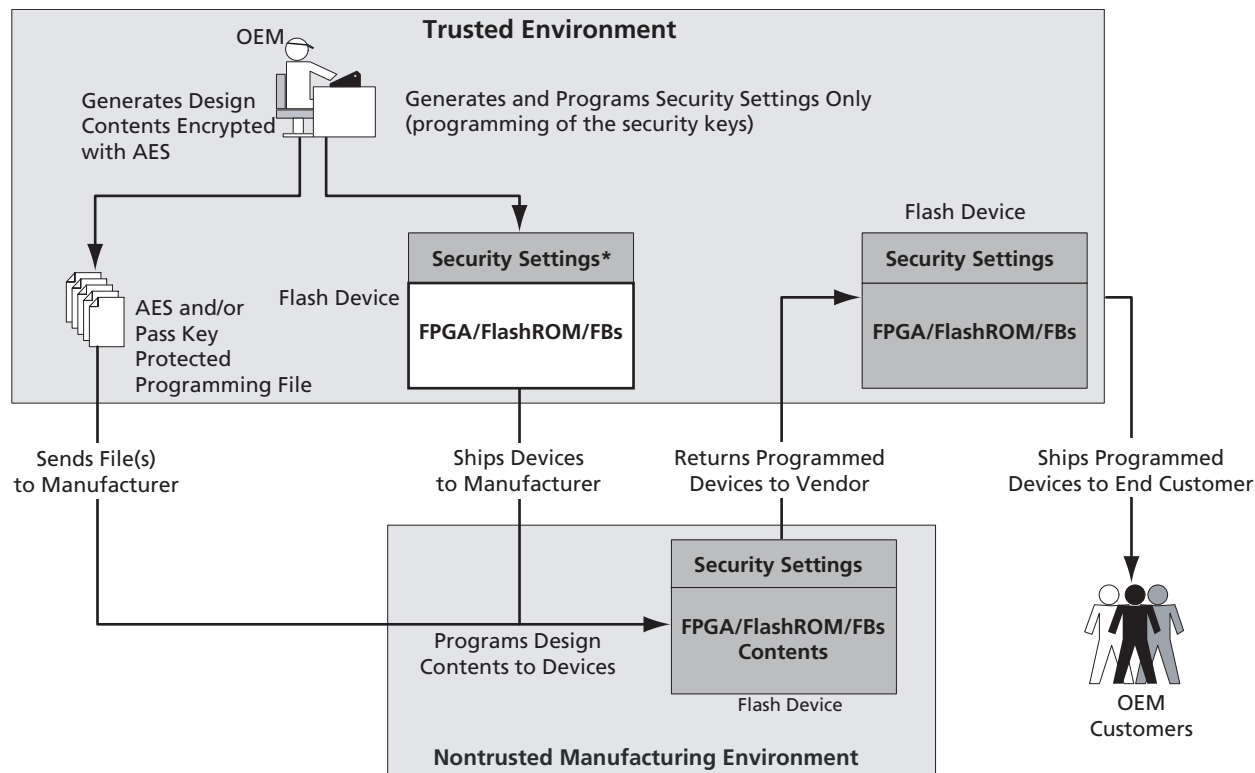 Trusted Environment
OEM
Generates Design
Contents Encrypted
with AES
Generates and Programs Security Settings Only
(programming of the security keys)
Flash Device
Security Settings*
FPGA/FlashROM/FBs
Flash Device
Security Settings
FPGA/FlashROM/FBs
AES and/or
Pass Key
Protected
Programming File
Sends File(s)
to Manufacturer
Ships Devices
to Manufacturer
Returns Programmed
Devices to Vendor
Ships Programmed
Devices to End Customer
Security Settings
FPGA/FlashROM/FBs
Contents
Programs Design
Contents to Devices
Flash Device
OEM
Customers
Nontrusted Manufacturing Environment